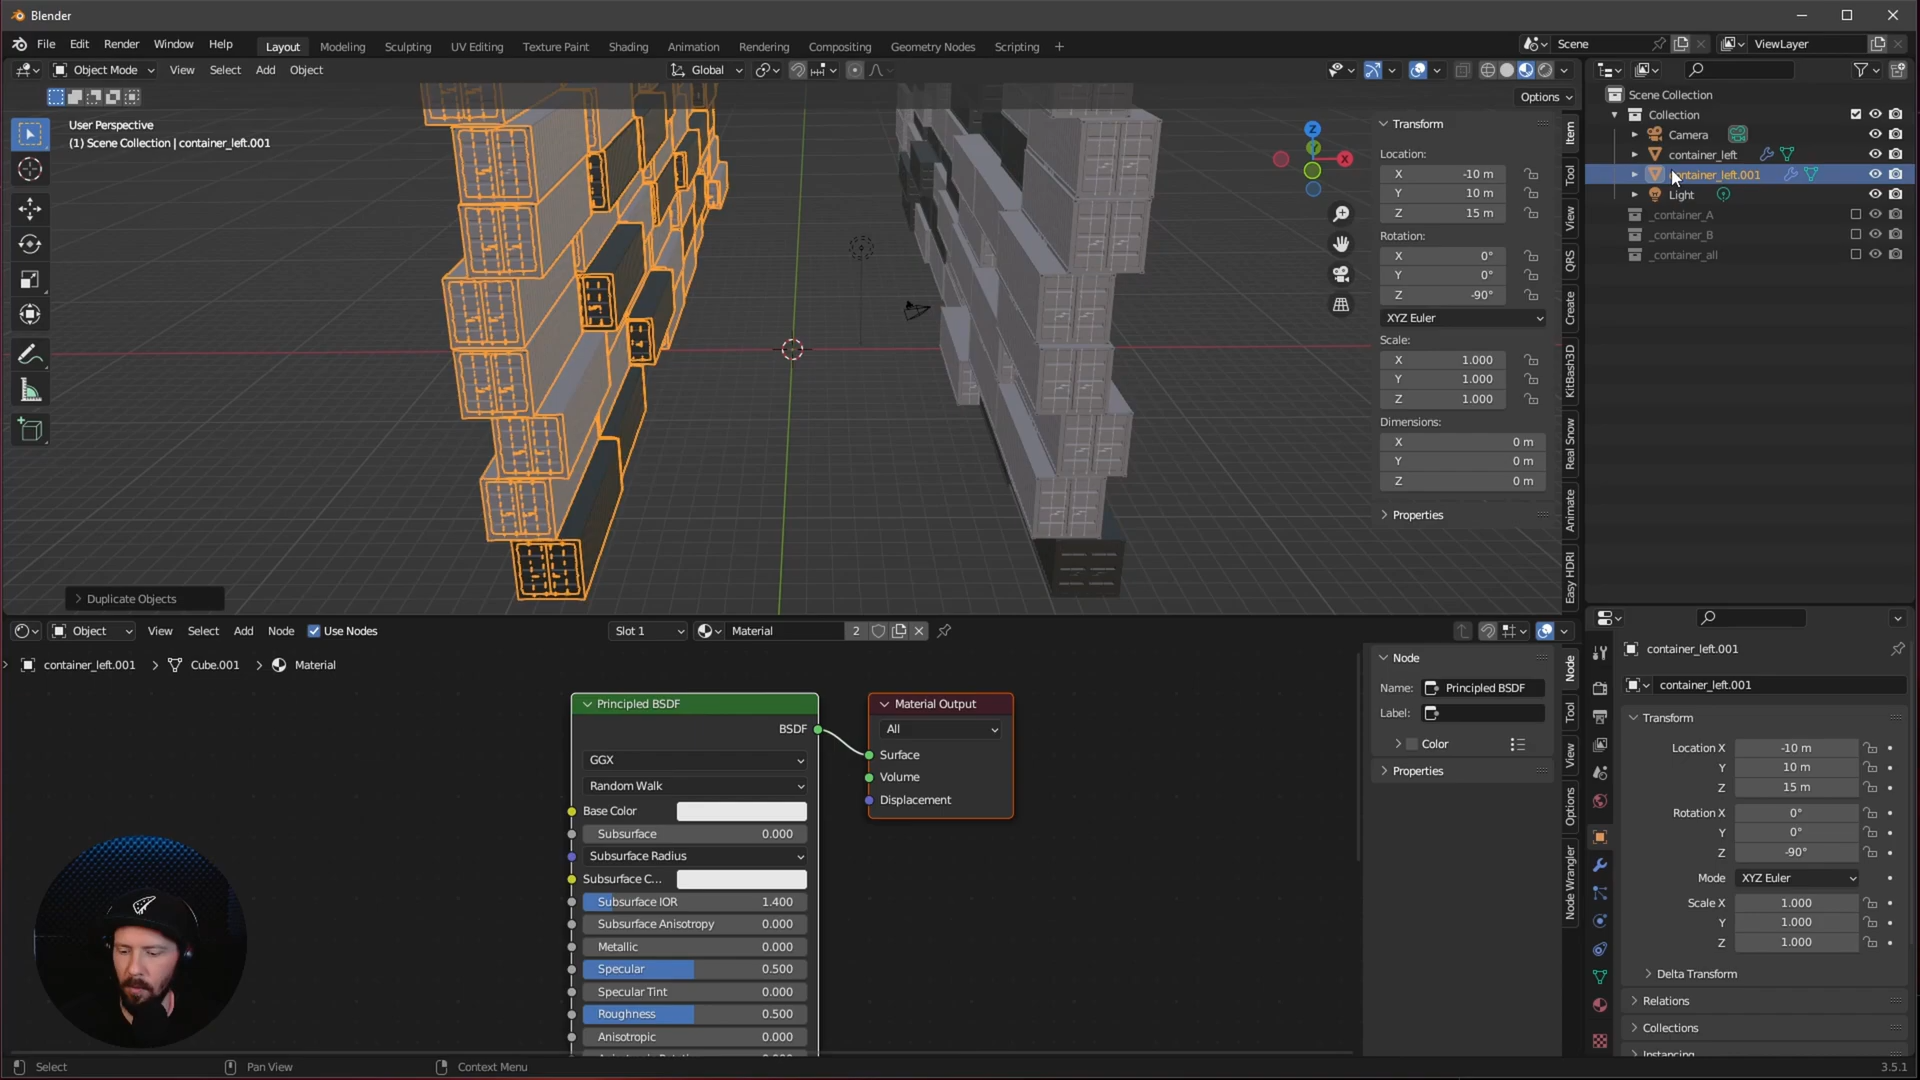 Blender
File Edit Render Window Help
Layout Modeling Sculpting UV Editing Texture Paint Shading Animation Rendering Compositing Geometry Nodes Scripting +
Scene
ViewLayer
Object Mode View Select Add Object
Global
Options
User Perspective
(1) Scene Collection | container_left.001
Z
X
Transform
Location:
X -10 m
Y 10 m
Z 15 m
Rotation:
X 0°
Y 0°
Z -90°
XYZ Euler
Scale:
X 1.000
Y 1.000
Z 1.000
Dimensions:
X 0 m
Y 0 m
Z 0 m
Properties
Item
Tool
View
QRS
Create
KitBash3D
Real Snow
Animate
Easy HDRI
Duplicate Objects
Scene Collection
Collection
Camera
container_left
container_left.001
Light
_container_A
_container_B
_container_all
Object View Select Add Node Use Nodes
Slot 1
Material 2
container_left.001 > Cube.001 > Material
Principled BSDF
BSDF
GGX
Random Walk
Base Color
Subsurface 0.000
Subsurface Radius
Subsurface C...
Subsurface IOR 1.400
Subsurface Anisotropy 0.000
Metallic 0.000
Specular 0.500
Specular Tint 0.000
Roughness 0.500
Anisotropic 0.000
Material Output
All
Surface
Volume
Displacement
Node
Name: Principled BSDF
Label:
Color
Properties
Node
Tool
View
Options
Node Wrangler
container_left.001
container_left.001
Transform
Location X -10 m
Y 10 m
Z 15 m
Rotation X 0°
Y 0°
Z -90°
Mode XYZ Euler
Scale X 1.000
Y 1.000
Z 1.000
Delta Transform
Relations
Collections
Instancing
Select
Pan View
Context Menu
3.5.1